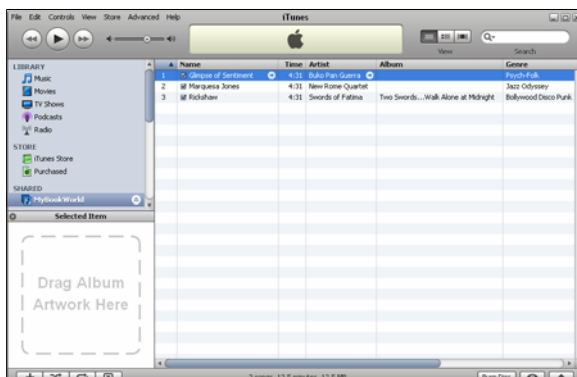 File Edit Controls View Store Advanced Help
iTunes
View
Search
LIBRARY
Music
Movies
TV Shows
Podcasts
Radio
STORE
iTunes Store
Purchased
SHARED
MyBookWorld
Selected Item
Drag Album
Artwork Here
Name Time Artist Album Genre
1 Glimpse of Sentiment 4:31 Buko Pan Guerra Psych-Folk
2 Marquesa Jones 4:31 New Rome Quartet Jazz Odyssey
3 Rickshaw 4:31 Swords of Fatima Two Swords...Walk Alone at Midnight Bollywood Disco Punk